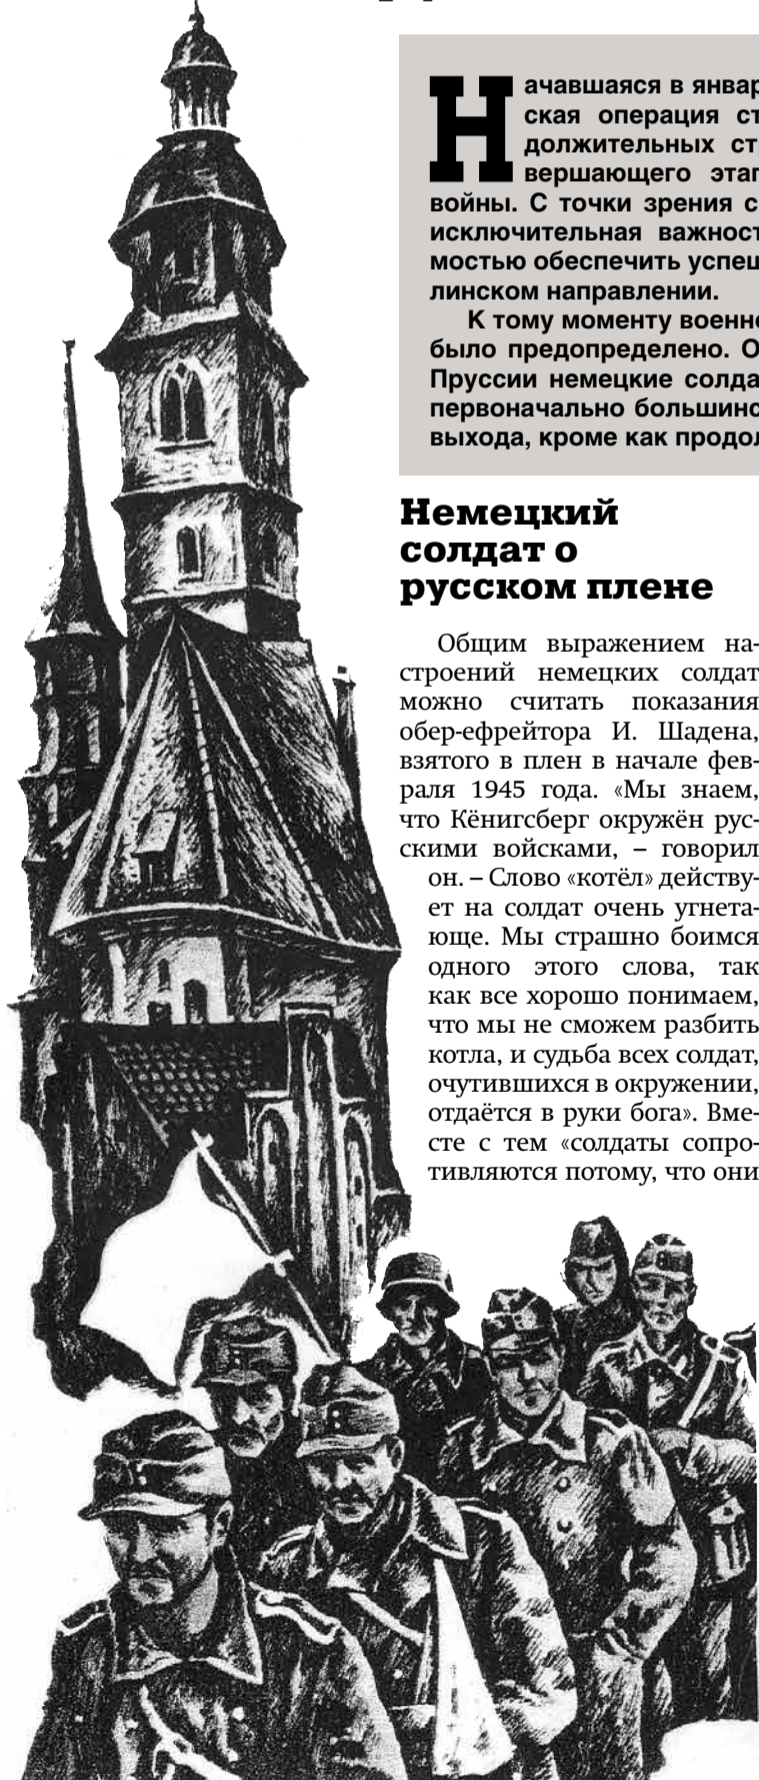 Начавшаяся в январ
ская операция ст
должительных стр
вершающего этап
войны. С точки зрения с
исключительная важност
мостью обеспечить успеш
линском направлении.
К тому моменту военно
было предопределено. О
Пруссии немецкие солда
первоначально большинс
выхода, кроме как продол
Немецкий
солдат о
русском плене
Общим выражением на-
строений немецких солдат
можно считать показания
обер-ефрейтора И. Шадена,
взятого в плен в начале фев-
раля 1945 года. «Мы знаем,
что Кёнигсберг окружён рус-
скими войсками, – говорил
он. – Слово «котёл» действу-
ет на солдат очень угнета-
юще. Мы страшно боимся
одного этого слова, так
как все хорошо понимаем,
что мы не сможем разбить
котла, и судьба всех солдат,
очутившихся в окружении,
отдаётся в руки бога». Вме-
сте с тем «солдаты сопро-
тивляются потому, что они